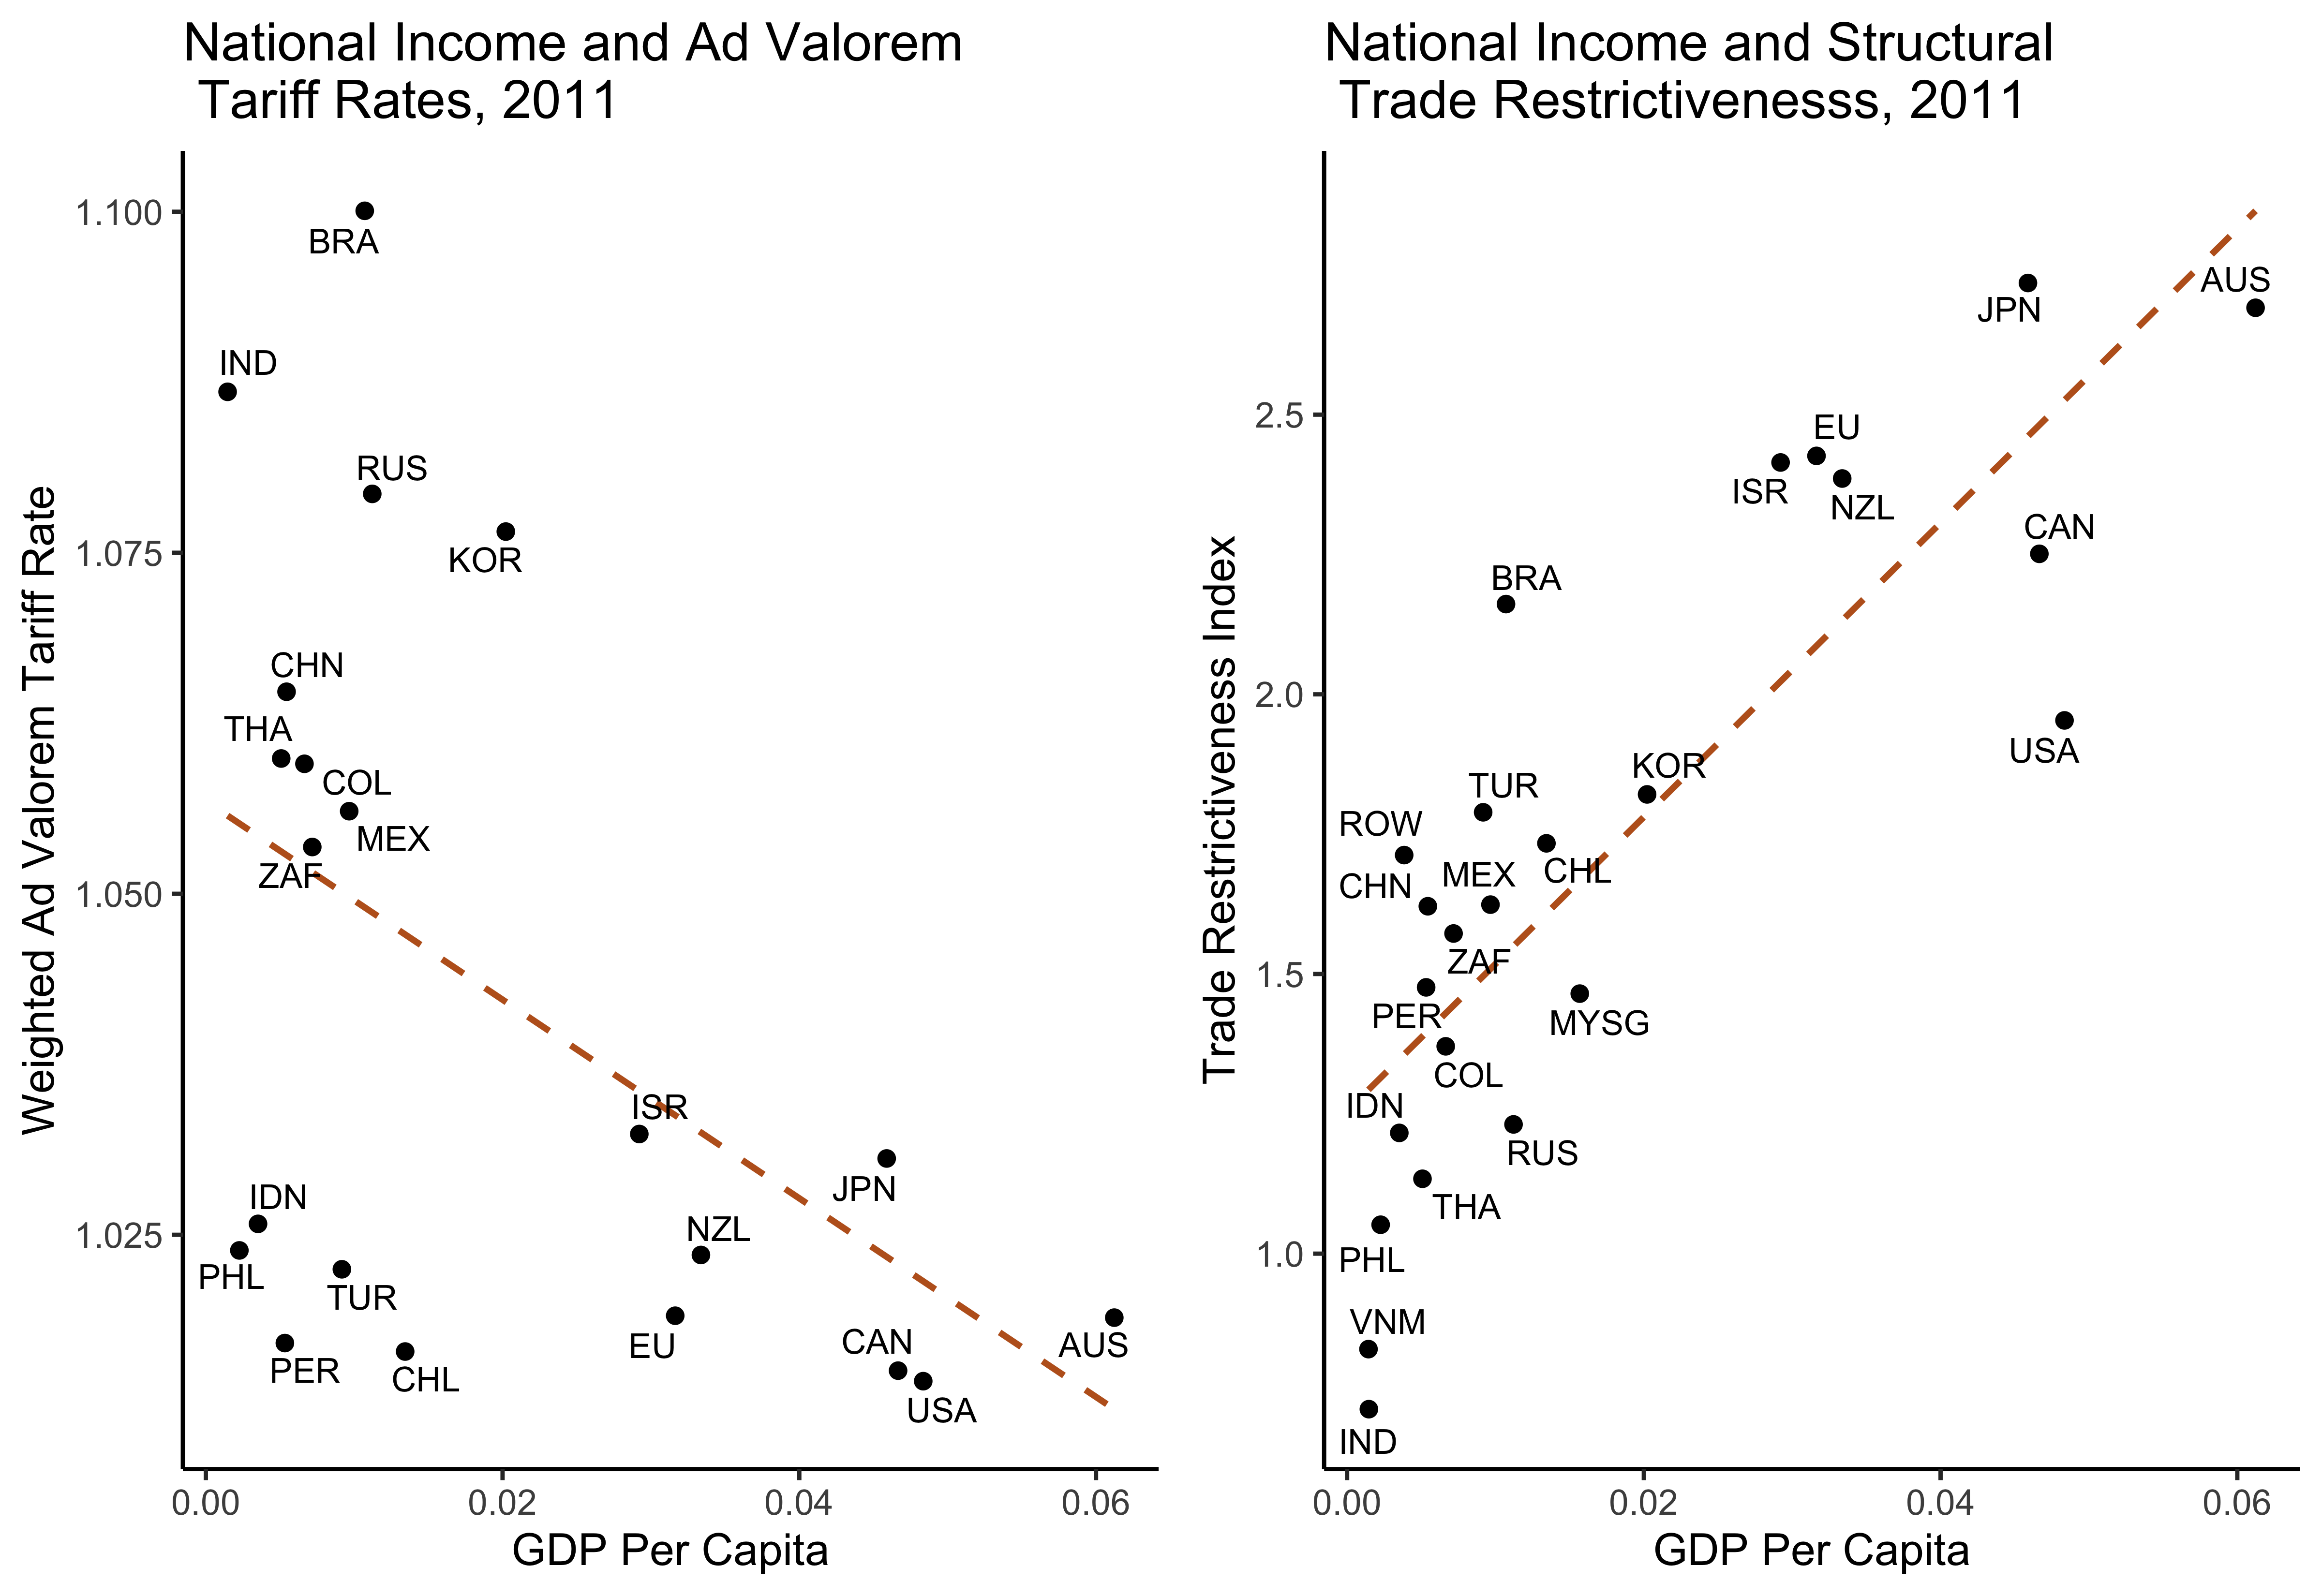 National Income and Ad Valorem
Tariff Rates, 2011
Weighted Ad Valorem Tariff Rate
1.100
1.075
1.050
1.025
BRA
IND
RUS
KOR
CHN
THA
COL
MEX
ZAF
ISR
JPN
IDN
NZL
PHL
TUR
EU
CAN
AUS
PER
CHL
USA
0.00 0.02 0.04 0.06
GDP Per Capita
National Income and Structural
Trade Restrictivenesss, 2011
Trade Restrictiveness Index
2.5
2.0
1.5
1.0
AUS
JPN
EU
ISR
NZL
CAN
BRA
USA
KOR
TUR
ROW
MEX
CHL
CHN
ZAF
PER
MYSG
COL
IDN
RUS
THA
PHL
VNM
IND
0.00 0.02 0.04 0.06
GDP Per Capita